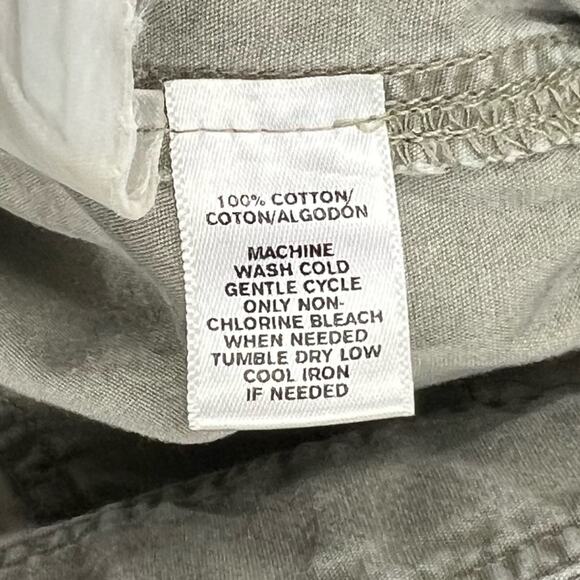 100% COTTON/
COTON/ALGODÓN
MACHINE
WASH COLD
GENTLE CYCLE
ONLY NON-
CHLORINE BLEACH
WHEN NEEDED
TUMBLE DRY LOW
COOL IRON
IF NEEDED